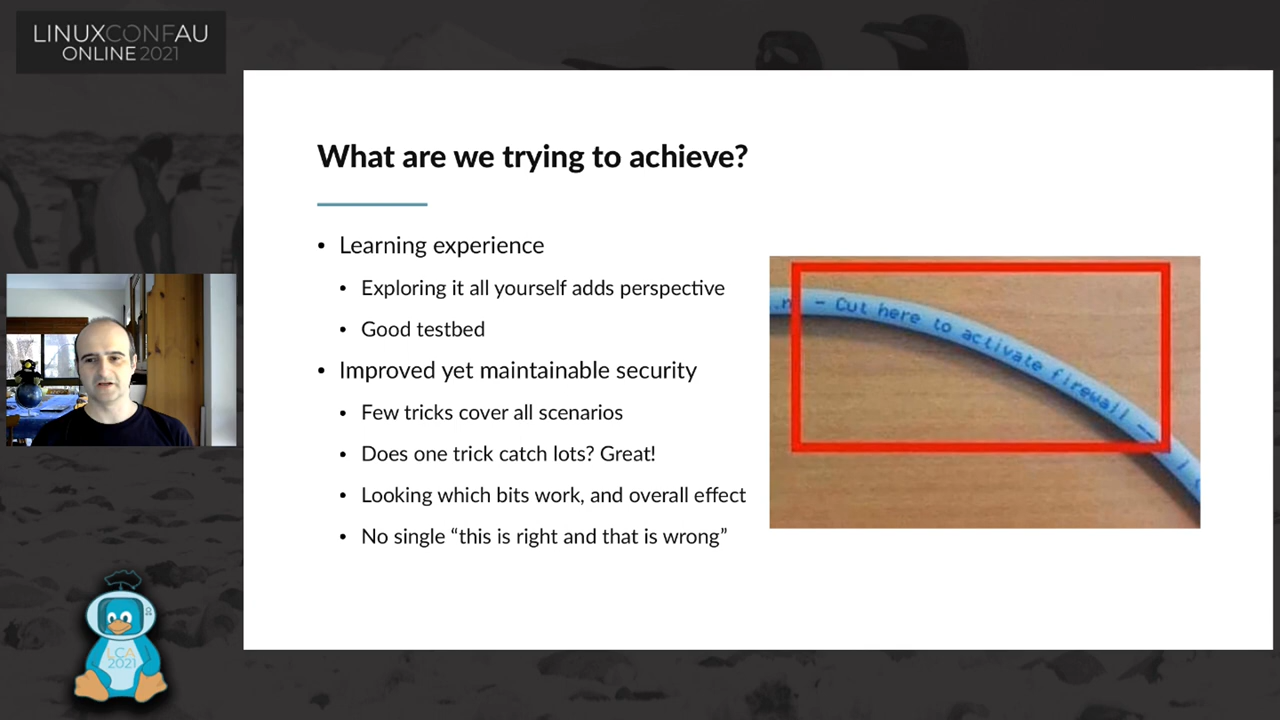 LINUXCONFAU
ONLINE 2021
What are we trying to achieve?
• Learning experience
• Exploring it all yourself adds perspective
• Good testbed
• Improved yet maintainable security
• Few tricks cover all scenarios
• Does one trick catch lots? Great!
• Looking which bits work, and overall effect
• No single “this is right and that is wrong”
- Cut here to activate firewall -
LCA
2021